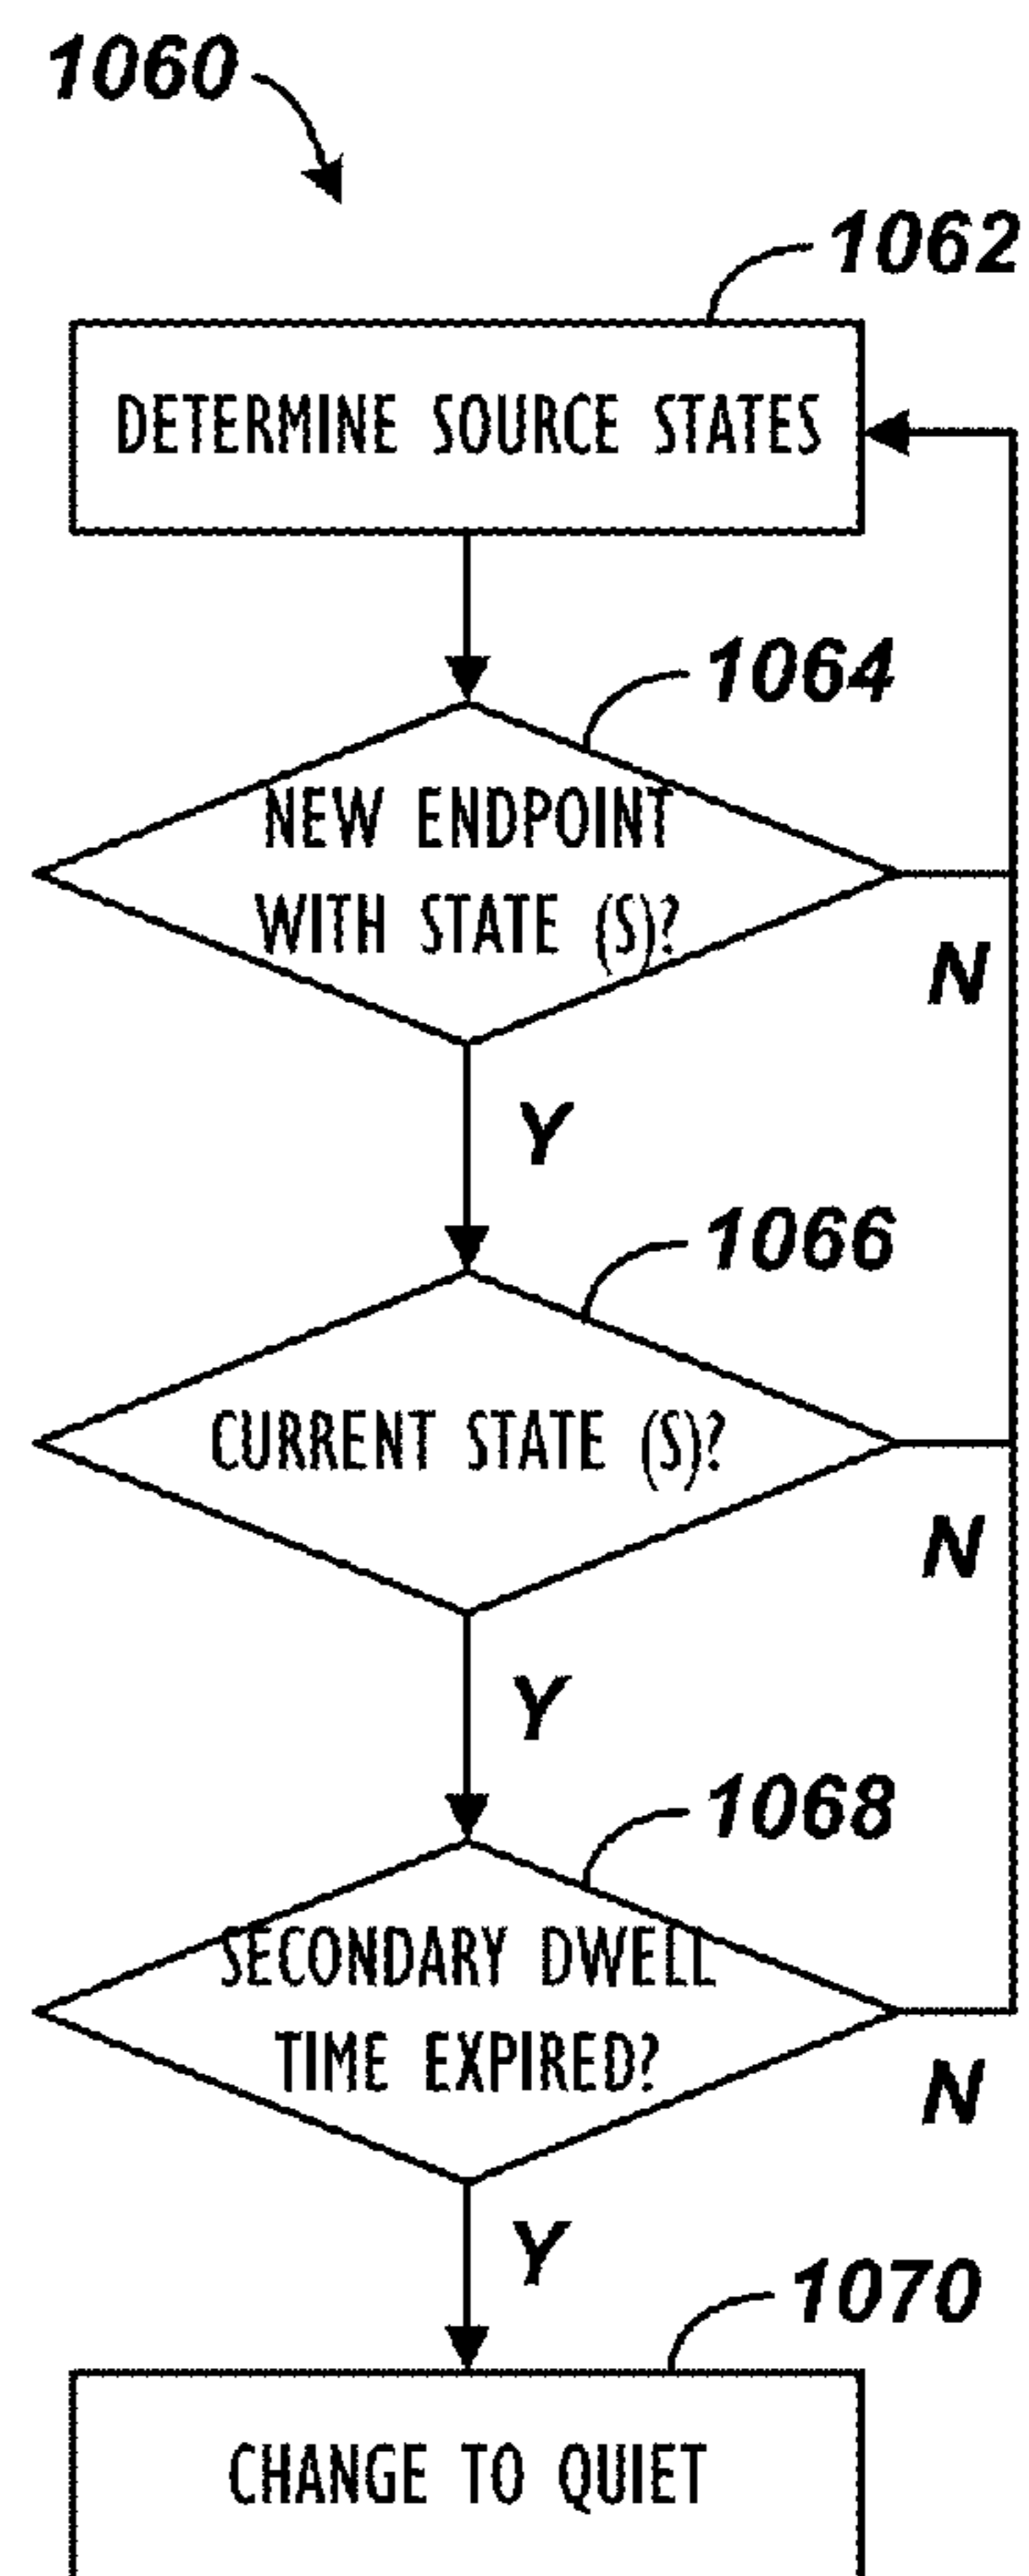 1060
1062
DETERMINE SOURCE STATES
1064
NEW ENDPOINT
WITH STATE (S)?
N
Y
1066
CURRENT STATE (S)?
N
Y
1068
SECONDARY DWELL
TIME EXPIRED?
N
Y
1070
CHANGE TO QUIET